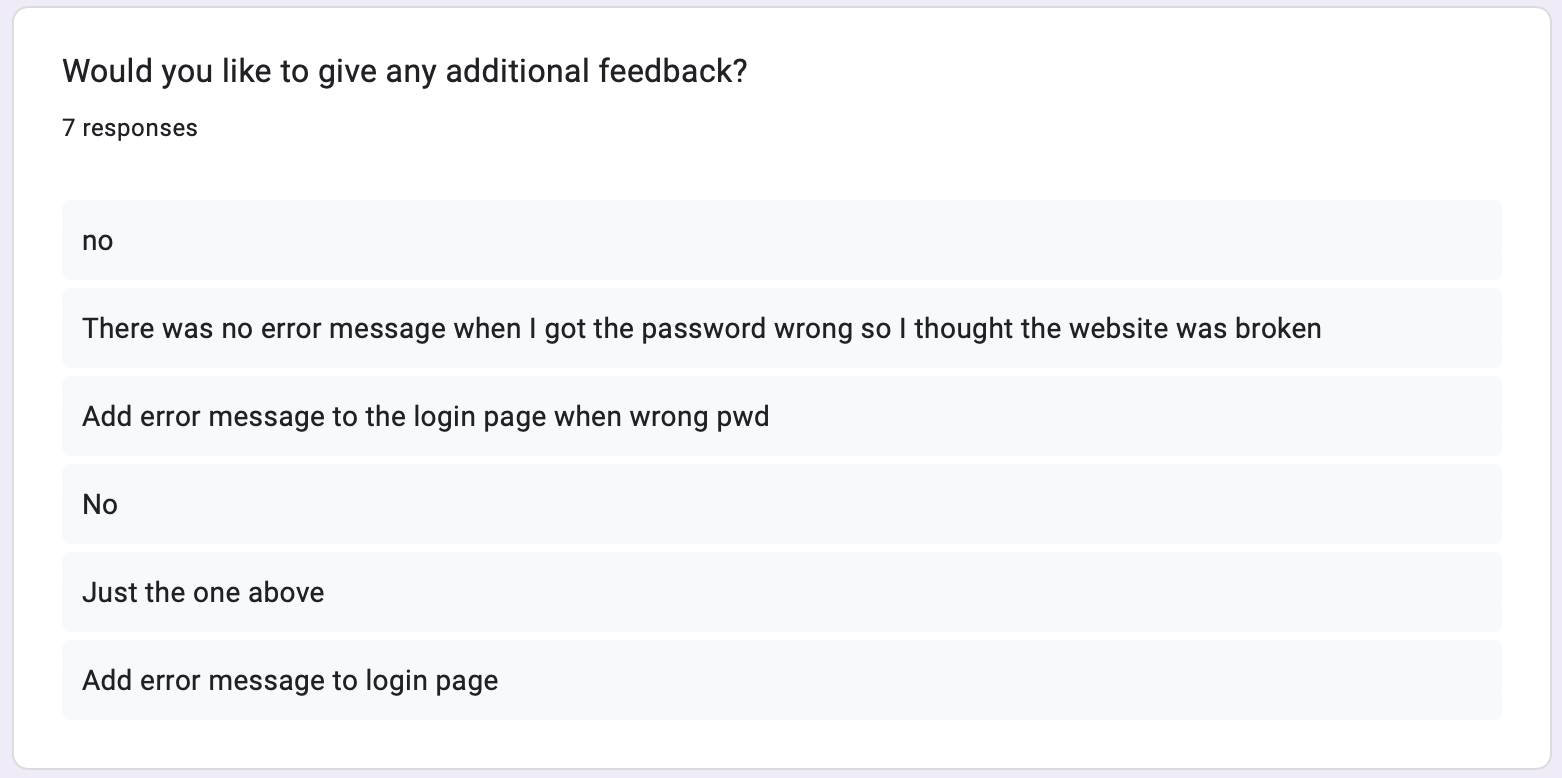 Would you like to give any additional feedback?
7 responses
no
There was no error message when I got the password wrong so I thought the website was broken
Add error message to the login page when wrong pwd
No
Just the one above
Add error message to login page